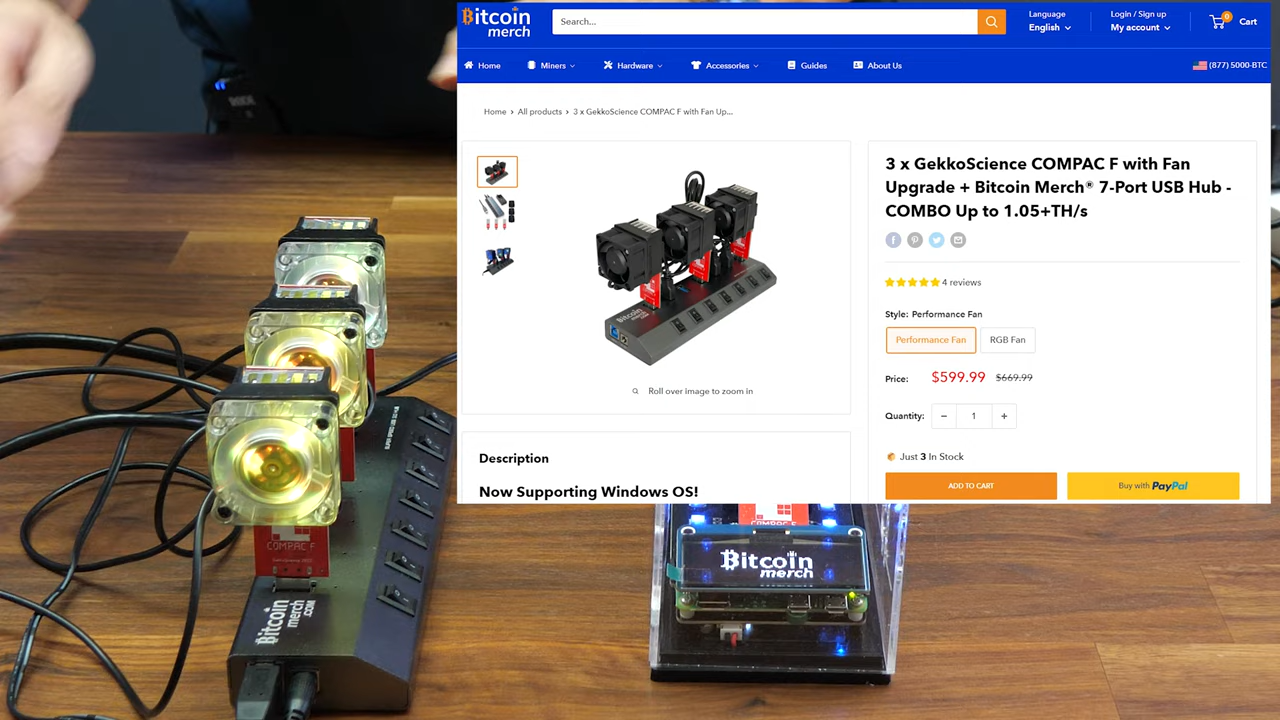 Bitcoin
merch
Search...
Language
English
Login / Sign up
My account
0
Cart
Home
Miners
Hardware
Accessories
Guides
About Us
(877) 5000-BTC
Home > All products > 3 x GekkoScience COMPAC F with Fan Up...
3 x GekkoScience COMPAC F with Fan
Upgrade + Bitcoin Merch® 7-Port USB Hub -
COMBO Up to 1.05+TH/s
4 reviews
Style: Performance Fan
Performance Fan
RGB Fan
Price: $599.99 $669.99
Quantity: − 1 +
Just 3 In Stock
ADD TO CART
Buy with PayPal
Roll over image to zoom in
Description
Now Supporting Windows OS!
COMPAC F
Bitcoin
merch
.COM
COMPAC F
Bitcoin
merch